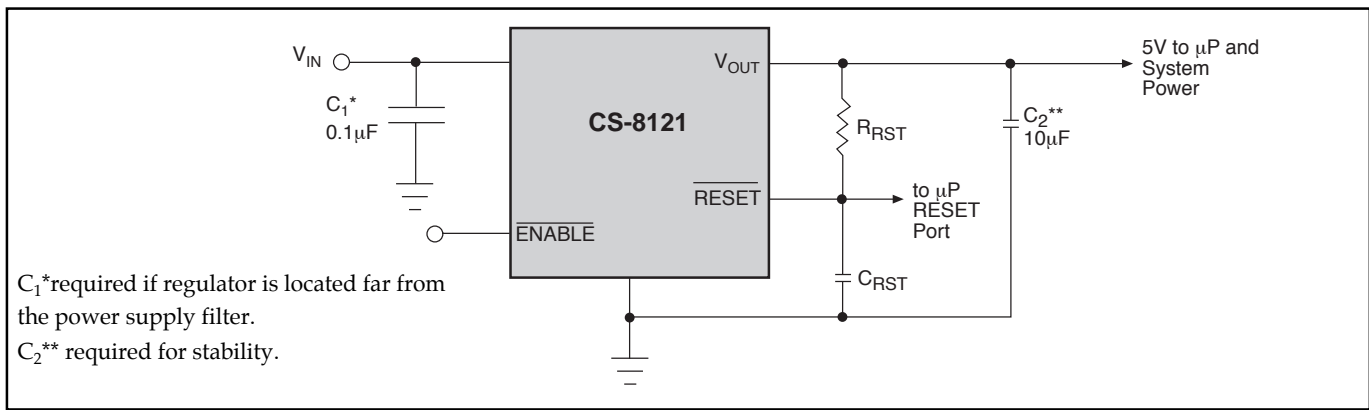 V_IN
C_1*
0.1μF
CS-8121
V_OUT
RESET
ENABLE
R_RST
C_2**
10μF
5V to μP and
System
Power
to μP
RESET
Port
C_RST
C_1*required if regulator is located far from
the power supply filter.
C_2** required for stability.